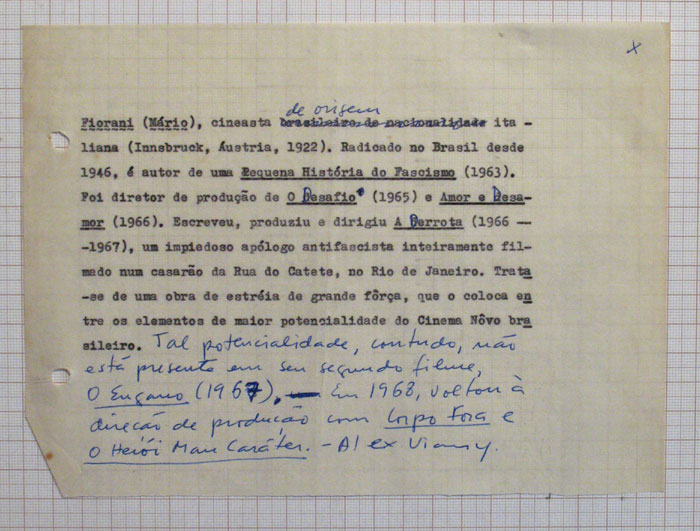 x
de origem
Fiorani (Mário), cineasta brasileiro de nacionalidade ita -
liana (Innsbruck, Áustria, 1922). Radicado no Brasil desde
1946, é autor de uma Pequena História do Fascismo (1963).
Foi diretor de produção de O Desafio (1965) e Amor e Desa-
mor (1966). Escreveu, produziu e dirigiu A Derrota (1966 —
-1967), um impiedoso apólogo antifascista inteiramente fil-
mado num casarão da Rua do Catete, no Rio de Janeiro. Trata
-se de uma obra de estréia de grande fôrça, que o coloca en
tre os elementos de maior potencialidade do Cinema Nôvo bra
sileiro. Tal potencialidade, contudo, não
está presente em seu segundo filme,
O Engano (1967). — Em 1968, voltou à
direção de produção com Corpo Fora e
O Herói Mau Caráter. - Alex Viany.